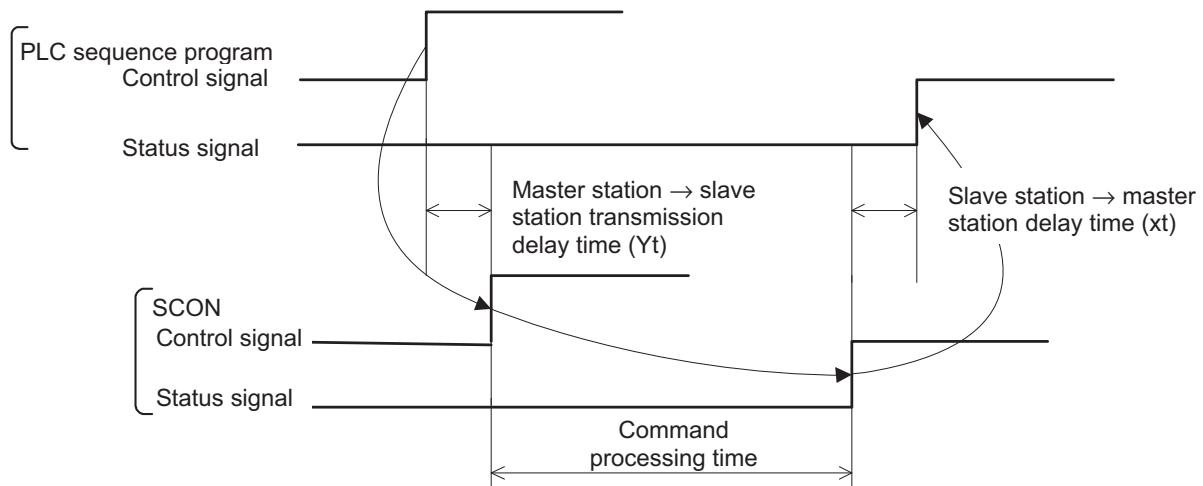 PLC sequence program
Control signal
Status signal
Master station → slave
station transmission
delay time (Yt)
Slave station → master
station delay time (xt)
SCON
Control signal
Status signal
Command
processing time